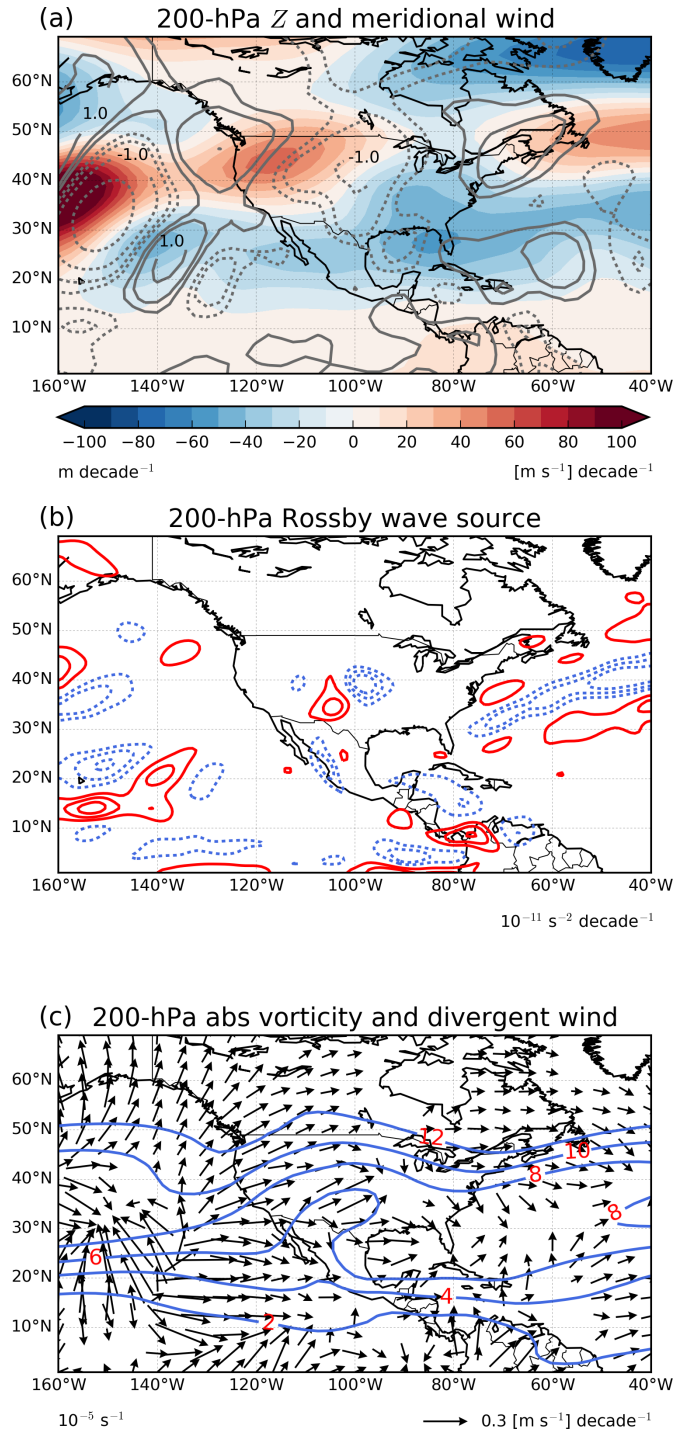 (a) 200-hPa Z and meridional wind
60°N
1.0
50°N
-1.0
-1.0
40°N
30°N
1.0
20°N
10°N
160°W 140°W 120°W 100°W 80°W 60°W 40°W
−100 −80 −60 −40 −20 0 20 40 60 80 100
m decade⁻¹ [m s⁻¹] decade⁻¹
(b) 200-hPa Rossby wave source
60°N
50°N
40°N
30°N
20°N
10°N
160°W 140°W 120°W 100°W 80°W 60°W 40°W
10⁻¹¹ s⁻² decade⁻¹
(c) 200-hPa abs vorticity and divergent wind
60°N
50°N 12 10
40°N 8
8
30°N
6
20°N
4
10°N 2
160°W 140°W 120°W 100°W 80°W 60°W 40°W
10⁻⁵ s⁻¹ 0.3 [m s⁻¹] decade⁻¹